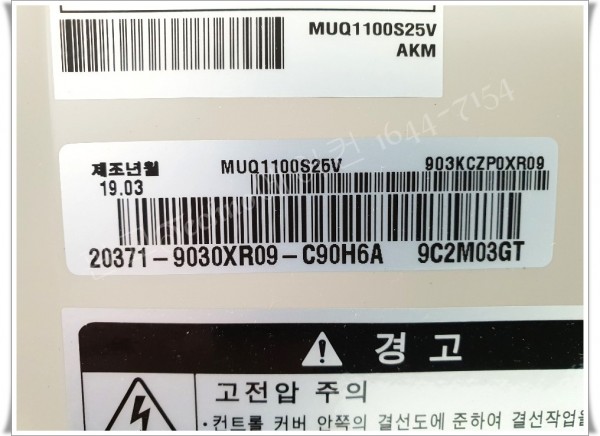 MUQ1100S25V
AKM
1644-7154
제조년월 MUQ1100S25V 903KCZP0XR09
19.03
20371-9030XR09-C90H6A 9C2M03GT
경고
고전압 주의
·컨트롤 커버 안쪽의 결선도에 준하여 결선작업을